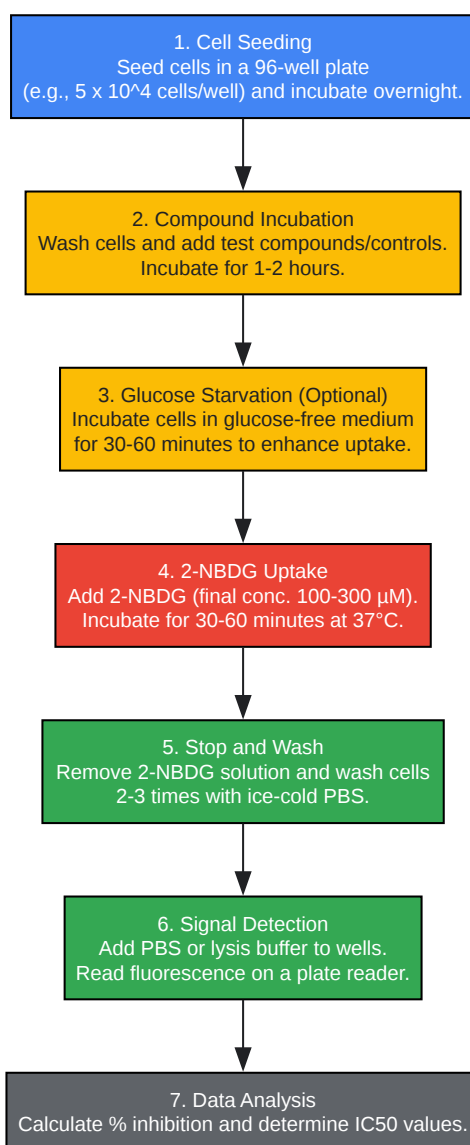 1. Cell Seeding
Seed cells in a 96-well plate
(e.g., 5 x 10^4 cells/well) and incubate overnight.
2. Compound Incubation
Wash cells and add test compounds/controls.
Incubate for 1-2 hours.
3. Glucose Starvation (Optional)
Incubate cells in glucose-free medium
for 30-60 minutes to enhance uptake.
4. 2-NBDG Uptake
Add 2-NBDG (final conc. 100-300 µM).
Incubate for 30-60 minutes at 37°C.
5. Stop and Wash
Remove 2-NBDG solution and wash cells
2-3 times with ice-cold PBS.
6. Signal Detection
Add PBS or lysis buffer to wells.
Read fluorescence on a plate reader.
7. Data Analysis
Calculate % inhibition and determine IC50 values.